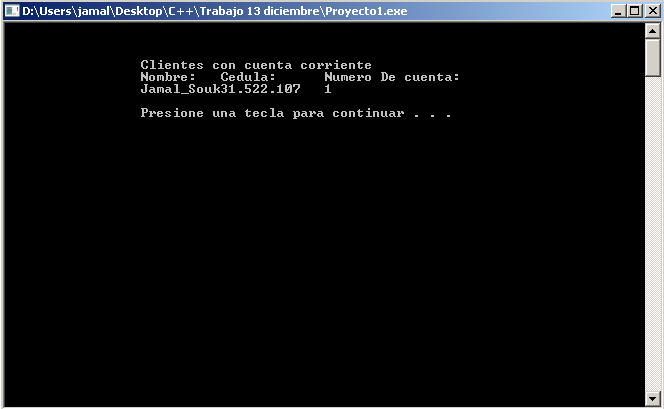 D:\Users\jamal\Desktop\C++\Trabajo 13 diciembre\Proyecto1.exe
Clientes con cuenta corriente
Nombre: Cedula: Numero De cuenta:
Jamal_Souk31.522.107 1
Presione una tecla para continuar . . .